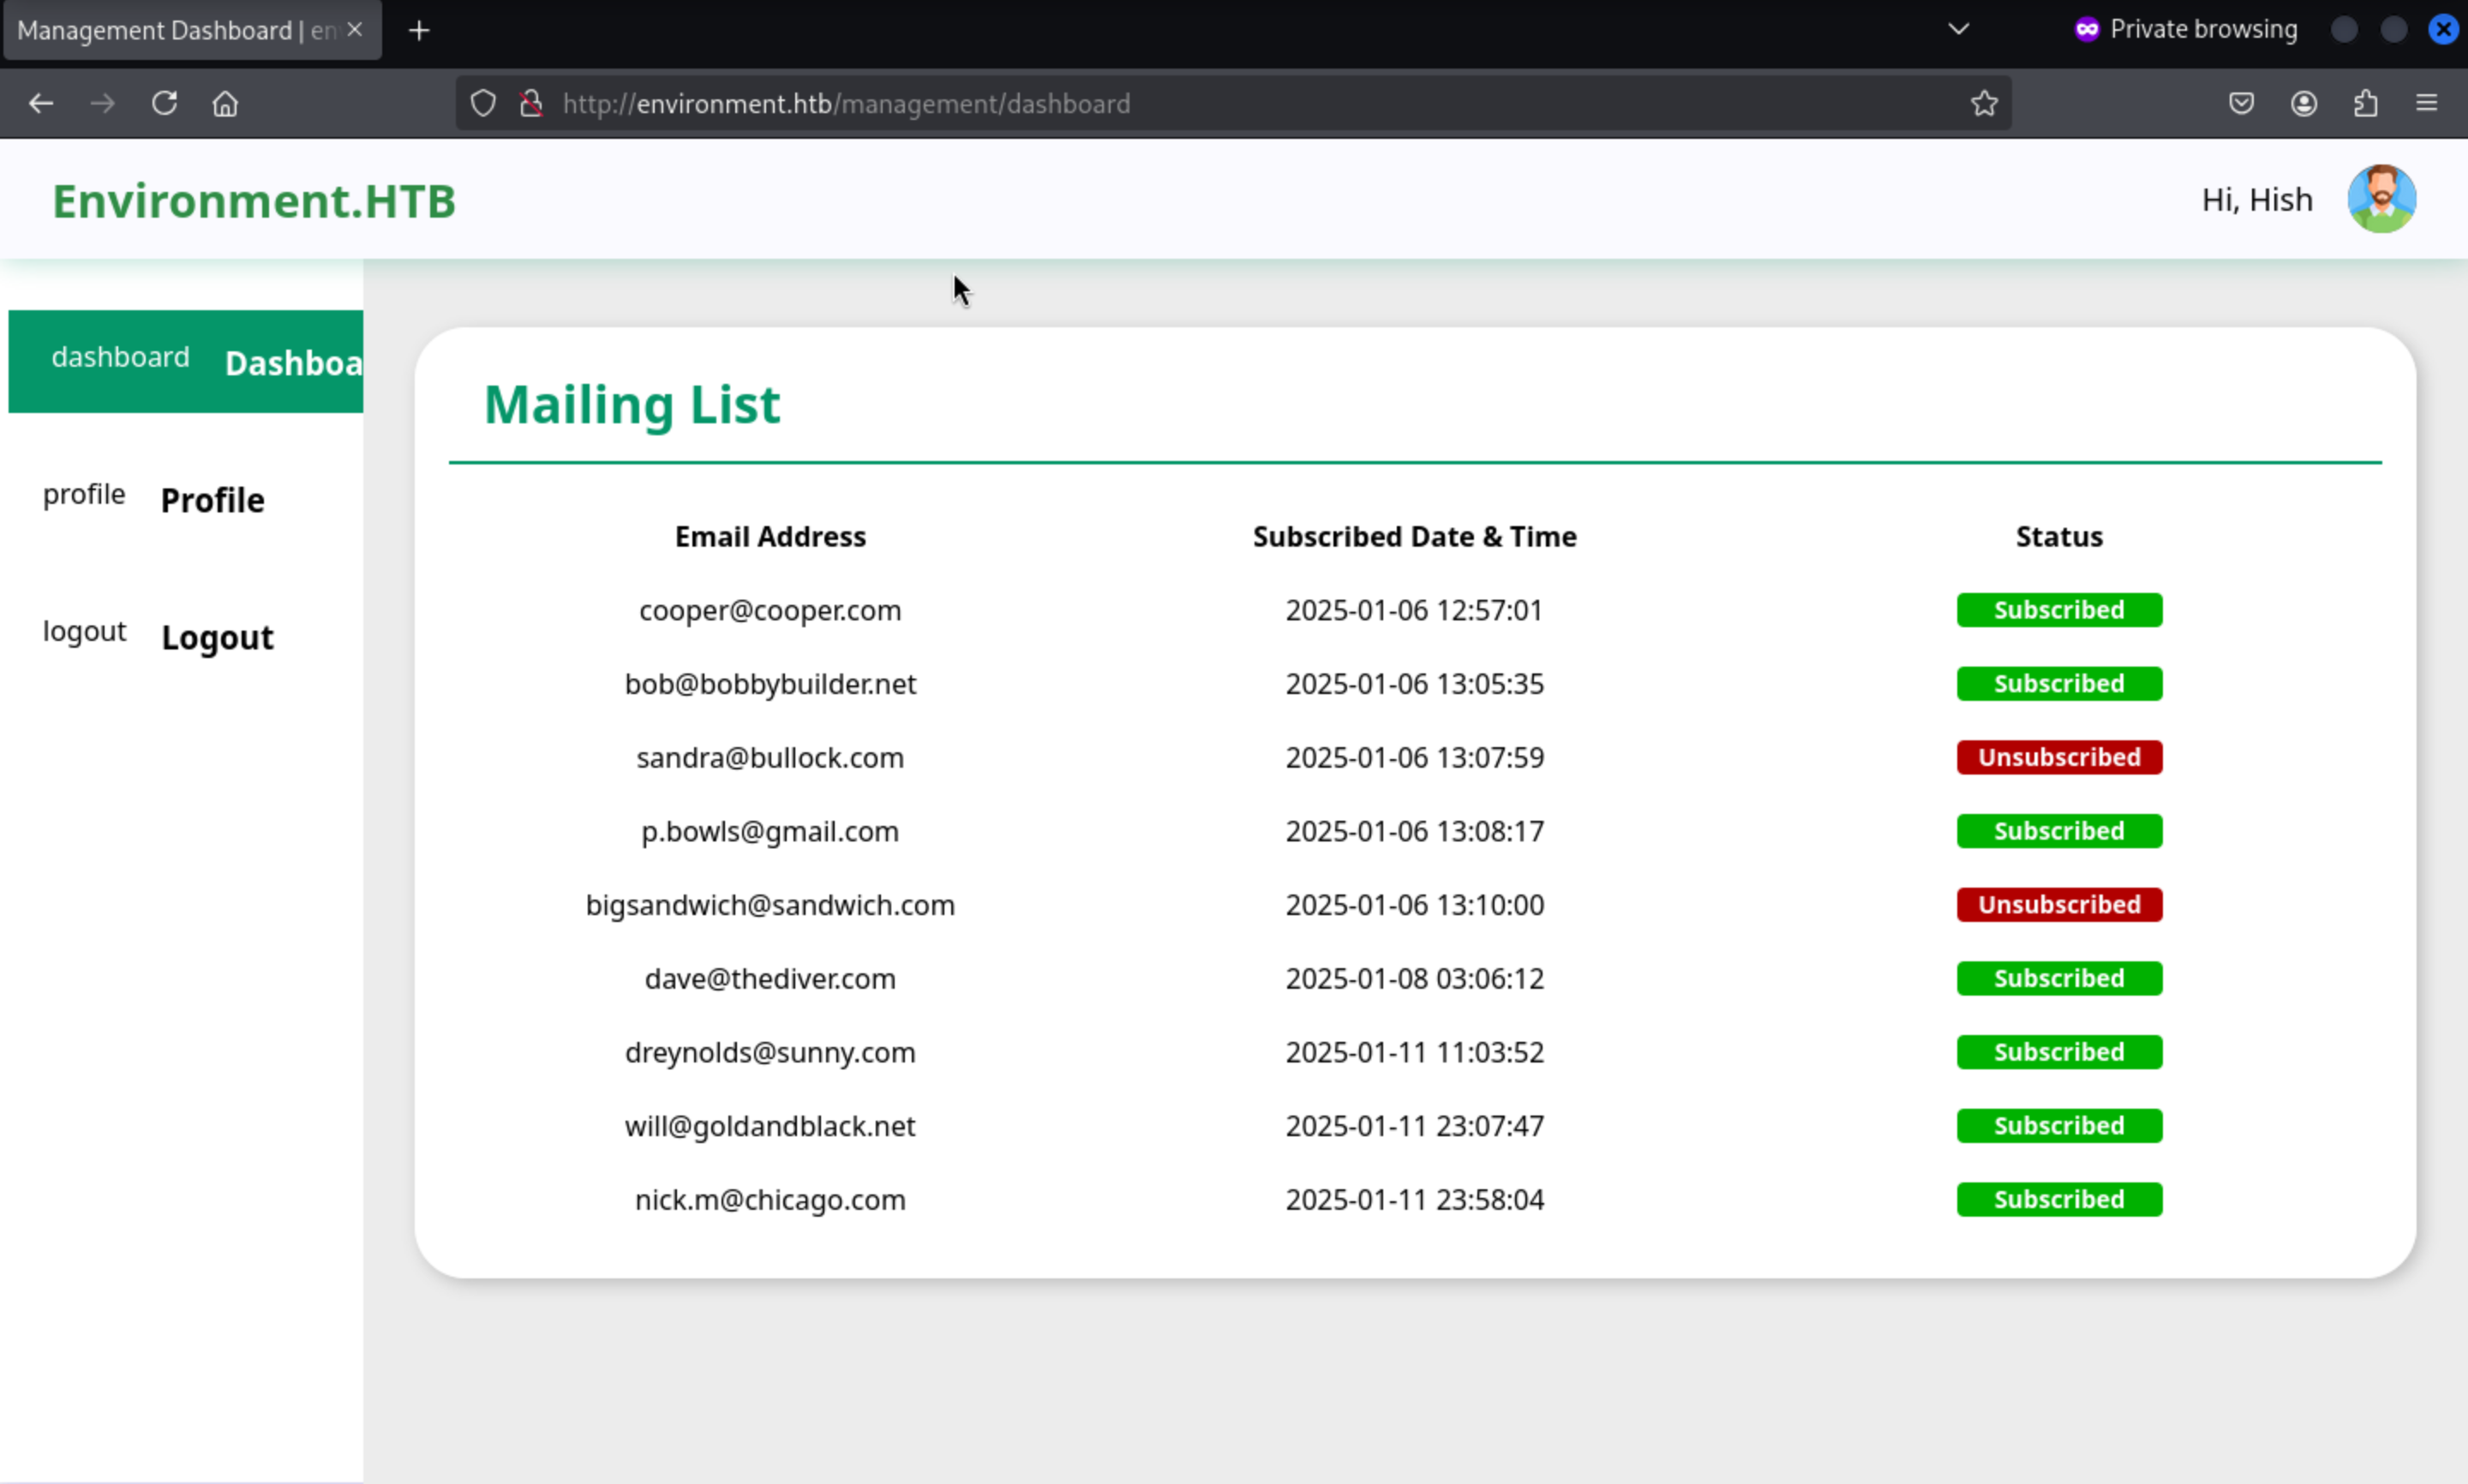 Management Dashboard | en
Private browsing
http://environment.htb/management/dashboard
Environment.HTB
Hi, Hish
dashboard Dashboa
profile Profile
logout Logout
Mailing List
Email Address Subscribed Date & Time Status
cooper@cooper.com 2025-01-06 12:57:01 Subscribed
bob@bobbybuilder.net 2025-01-06 13:05:35 Subscribed
sandra@bullock.com 2025-01-06 13:07:59 Unsubscribed
p.bowls@gmail.com 2025-01-06 13:08:17 Subscribed
bigsandwich@sandwich.com 2025-01-06 13:10:00 Unsubscribed
dave@thediver.com 2025-01-08 03:06:12 Subscribed
dreynolds@sunny.com 2025-01-11 11:03:52 Subscribed
will@goldandblack.net 2025-01-11 23:07:47 Subscribed
nick.m@chicago.com 2025-01-11 23:58:04 Subscribed